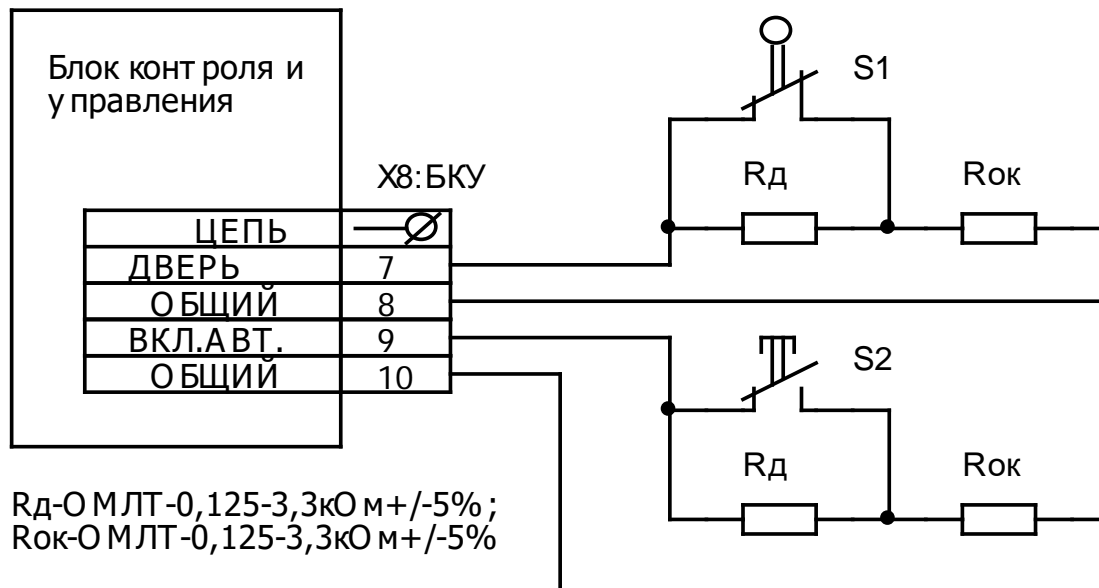 Блок контроля и
управления
S1
Х8:БКУ
Rд
Rок
ЦЕПЬ
ДВЕРЬ 7
ОБЩИЙ 8
ВКЛ.АВТ. 9
ОБЩИЙ 10
S2
Rд
Rок
Rд-ОМЛТ-0,125-3,3кОм+/-5%;
Rок-ОМЛТ-0,125-3,3кОм+/-5%